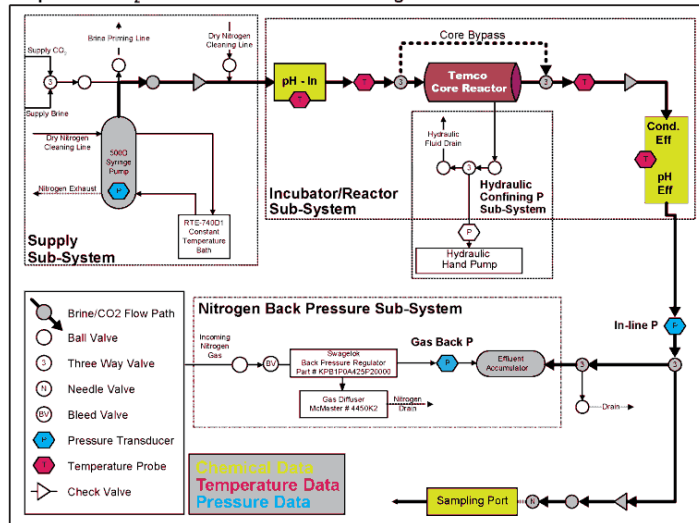 Supply CO2
Brine Priming Line
Dry Nitrogen
Cleaning Line
3
Supply Brine
Dry Nitrogen
Cleaning Line
500D
Syringe
Pump
P
Nitrogen Exhaust
RTE-740D1
Constant
Temperature
Bath
Supply
Sub-System
Core Bypass
pH - In
T
T
3
Temco
Core Reactor
3
T
Cond.
Eff
T
pH
Eff
Hydraulic
Fluid Drain
3
Incubator/Reactor
Sub-System
Hydraulic
Confining P
Sub-System
P
Hydraulic
Hand Pump
Brine/CO2 Flow Path
Ball Valve
3
Three Way Valve
N
Needle Valve
BV
Bleed Valve
P
Pressure Transducer
T
Temperature Probe
Check Valve
Nitrogen Back Pressure Sub-System
Incoming
Nitrogen
Gas
BV
Swagelok
Back Pressure Regulator
Part # KPB1P0A425P20000
Gas Back P
P
Effluent
Accumulator
3
3
In-line P
P
Gas Diffuser
McMaster # 4450K2
Nitrogen
Drain
Drain
Chemical Data
Temperature Data
Pressure Data
Sampling Port
N